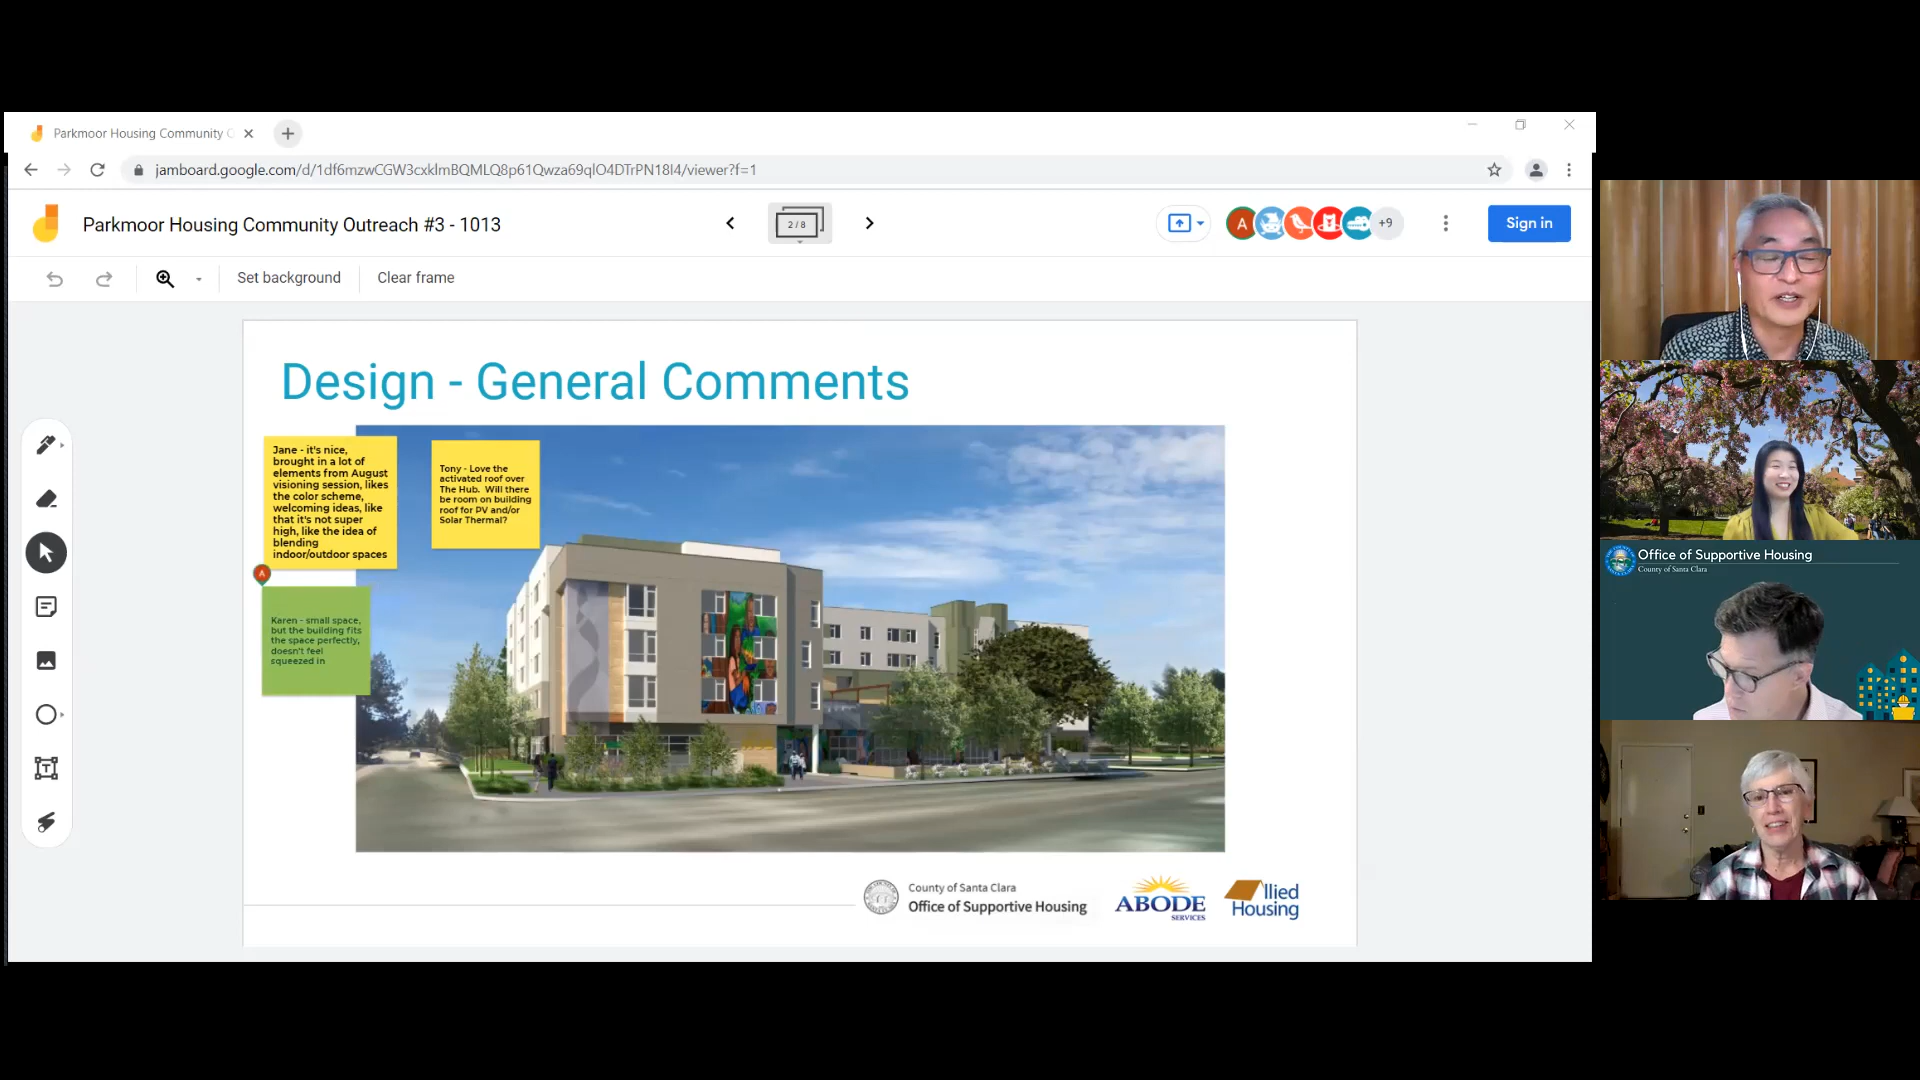 Parkmoor Housing Community O
jamboard.google.com/d/1df6mzwCGW3cxklmBQMLQ8p61Qwza69qlO4DTrPN18I4/viewer?f=1
Parkmoor Housing Community Outreach #3 - 1013
2 / 8
A
+9
Sign in
Set background
Clear frame
Design - General Comments
Jane - it's nice,
brought in a lot of
elements from August
visioning session, likes
the color scheme,
welcoming ideas, like
that it's not super
high, like the idea of
blending
indoor/outdoor spaces
Tony - Love the
activated roof over
The Hub. Will there
be room on building
roof for PV and/or
Solar Thermal?
A
Karen - small space,
but the building fits
the space perfectly,
doesn't feel
squeezed in
County of Santa Clara
Office of Supportive Housing
ABODE
SERVICES
llied
Housing
Office of Supportive Housing
County of Santa Clara